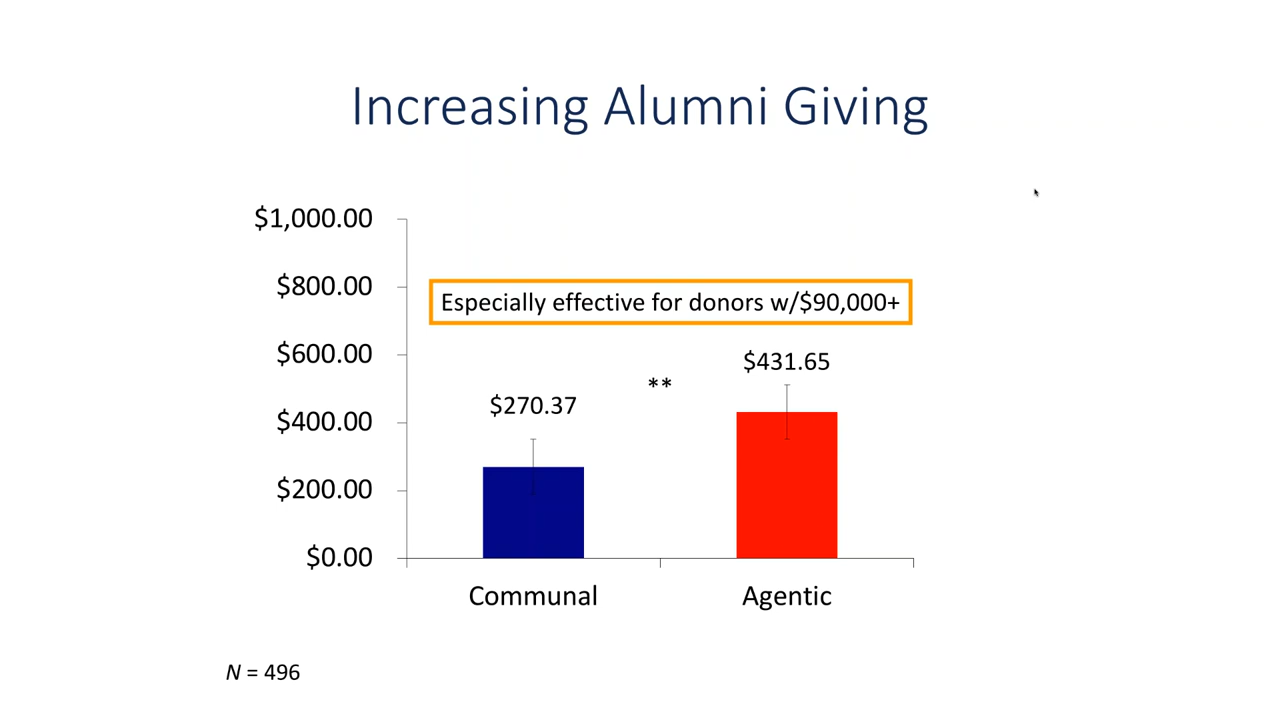 Increasing Alumni Giving
$1,000.00
$800.00
Especially effective for donors w/$90,000+
$600.00
$431.65
**
$270.37
$400.00
$200.00
$0.00
Communal
Agentic
N = 496